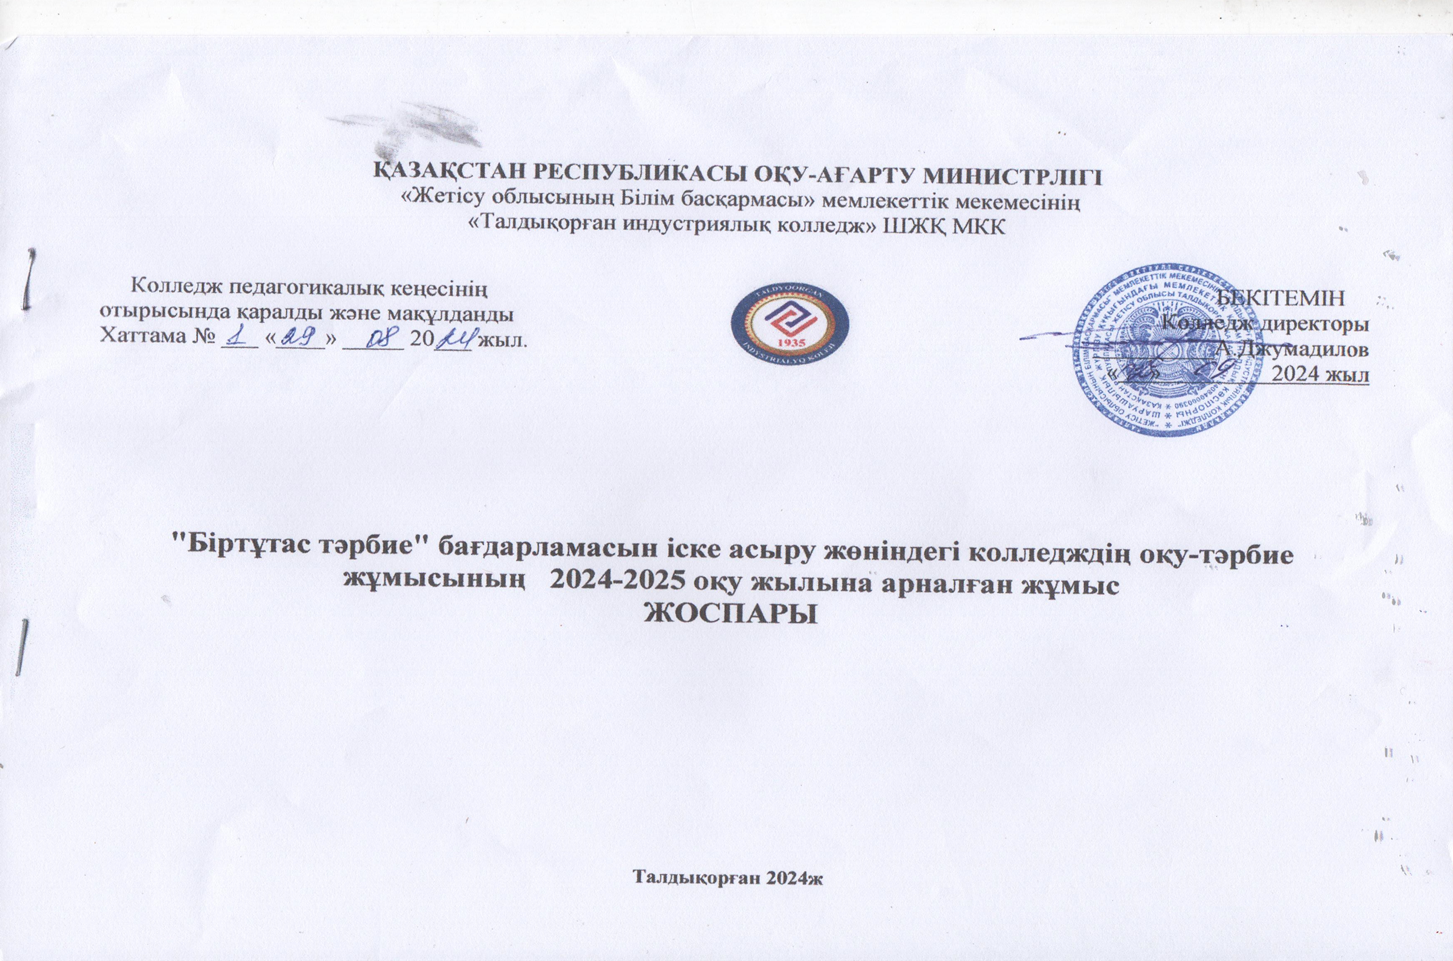 ҚАЗАҚСТАН РЕСПУБЛИКАСЫ ОҚУ-АҒАРТУ МИНИСТРЛІГІ
«Жетісу облысының Білім басқармасы» мемлекеттік мекемесінің
«Талдықорған индустриялық колледж» ШЖҚ МКК
Колледж педагогикалық кеңесінің
отырысында қаралды және мақұлданды
Хаттама № 1 «29» 08 2024 жыл.
TALDYQORGAN
1935
БЕКІТЕМІН
Колледж директоры
А.Джумадилов
2024 жыл
"Біртұтас тәрбие" бағдарламасын іске асыру жөніндегі колледждің оқу-тәрбие
жұмысының 2024-2025 оқу жылына арналған жұмыс
ЖОСПАРЫ
Талдықорған 2024ж